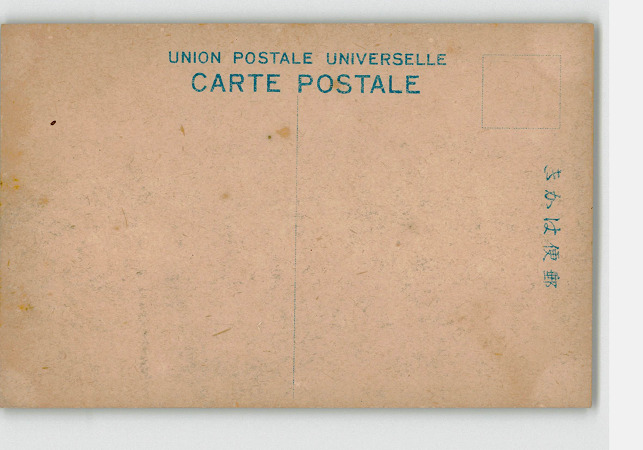 UNION POSTALE UNIVERSELLE
CARTE POSTALE
きかは便郵